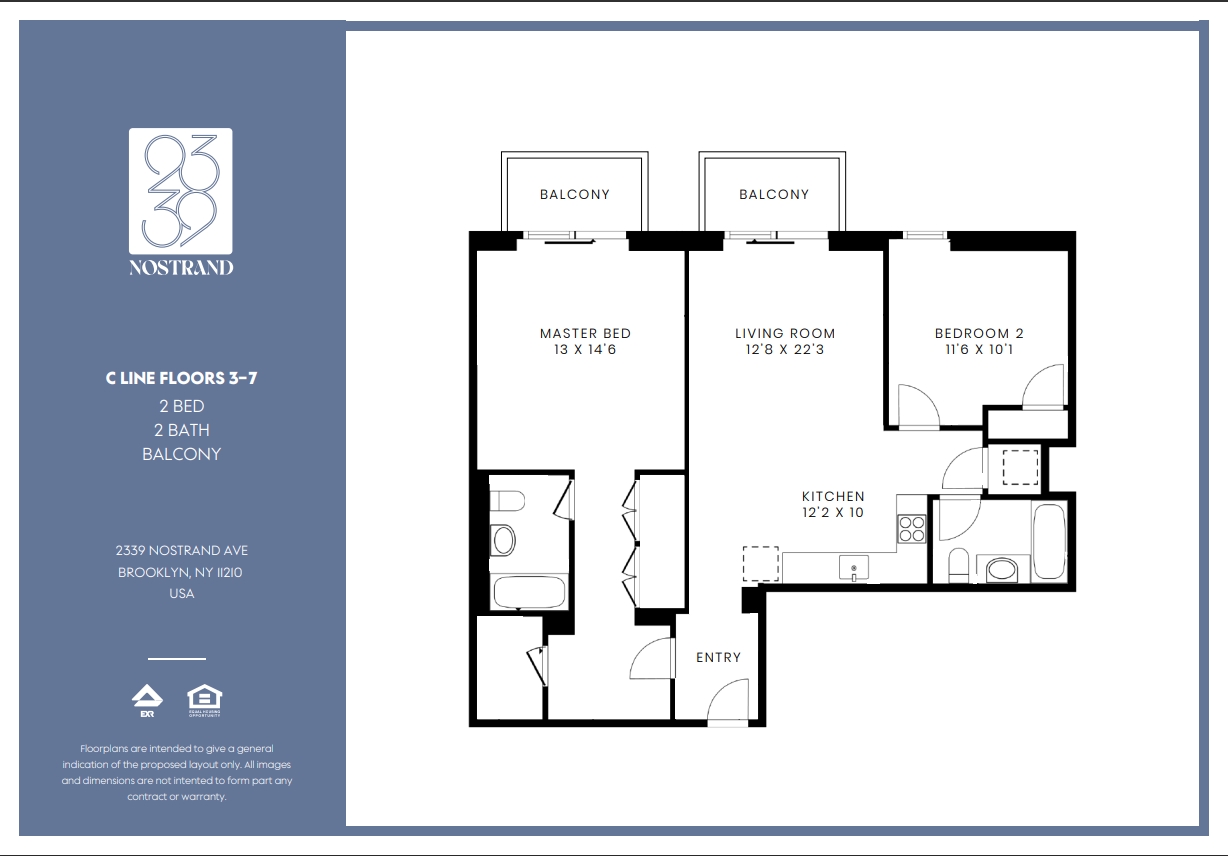 2339
NOSTRAND
C LINE FLOORS 3-7
2 BED
2 BATH
BALCONY
2339 NOSTRAND AVE
BROOKLYN, NY 11210
USA
EXR
EQUAL HOUSING
OPPORTUNITY
Floorplans are intended to give a general
indication of the proposed layout only. All images
and dimensions are not intented to form part any
contract or warranty.
BALCONY
BALCONY
MASTER BED
13 X 14'6
LIVING ROOM
12'8 X 22'3
BEDROOM 2
11'6 X 10'1
KITCHEN
12'2 X 10
ENTRY